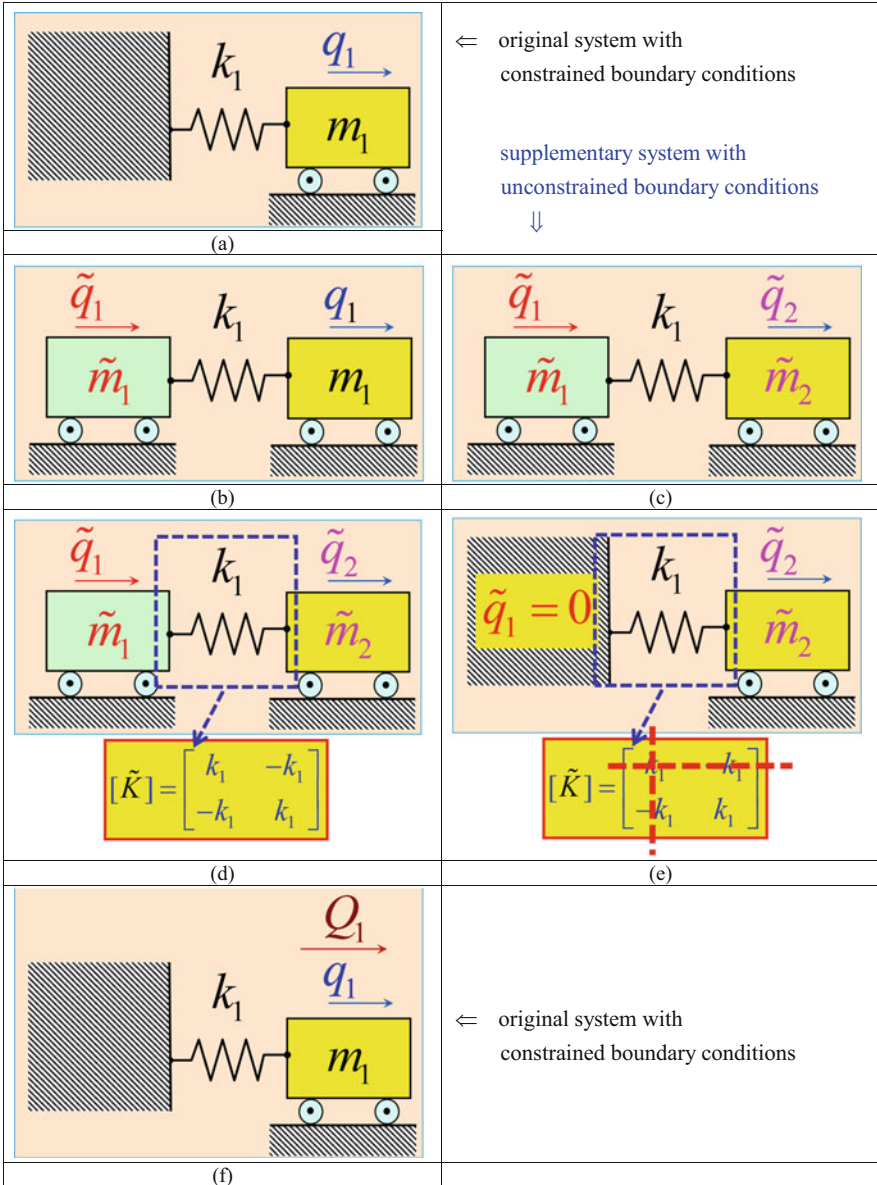 k₁ q₁
m₁
(a)
⇐ original system with
constrained boundary conditions
supplementary system with
unconstrained boundary conditions
⇓
q̃₁ k₁ q₁
m̃₁ m₁
(b)
q̃₁ k₁ q̃₂
m̃₁ m̃₂
(c)
q̃₁ k₁ q̃₂
m̃₁ m̃₂
[K̃] = [ k₁ −k₁
−k₁ k₁ ]
(d)
k₁ q̃₂
q̃₁ = 0 m̃₂
[K̃] = [ k₁ −k₁
−k₁ k₁ ]
(e)
Q₁
k₁ q₁
m₁
(f)
⇐ original system with
constrained boundary conditions